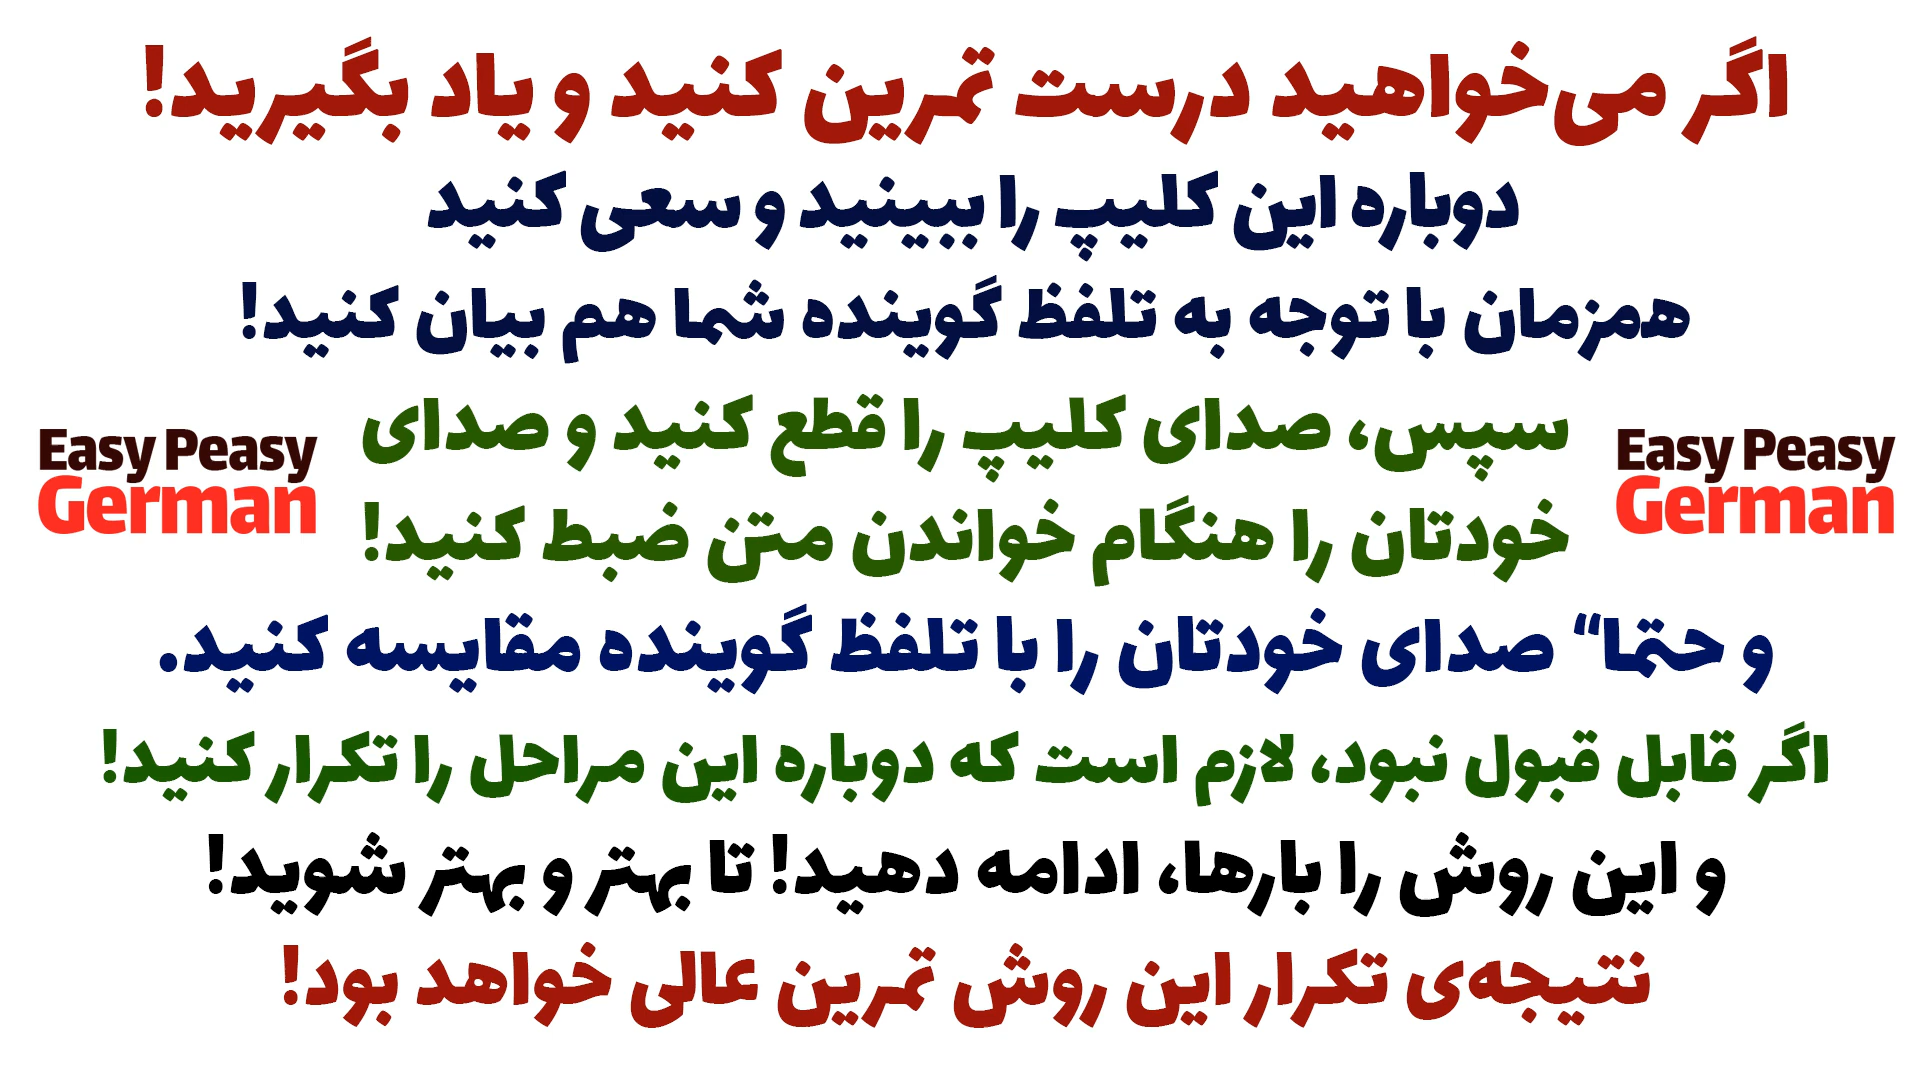 اگر می‌خواهید درست تمرین کنید و یاد بگیرید!
دوباره این کلیپ را ببینید و سعی کنید
همزمان با توجه به تلفظ گوینده شما هم بیان کنید!
سپس، صدای کلیپ را قطع کنید و صدای
خودتان را هنگام خواندن متن ضبط کنید!
Easy Peasy
German
Easy Peasy
German
و حتما“ صدای خودتان را با تلفظ گوینده مقایسه کنید.
اگر قابل قبول نبود، لازم است که دوباره این مراحل را تکرار کنید!
و این روش را بارها، ادامه دهید! تا بهتر و بهتر شوید!
نتیجه‌ی تکرار این روش تمرین عالی خواهد بود!